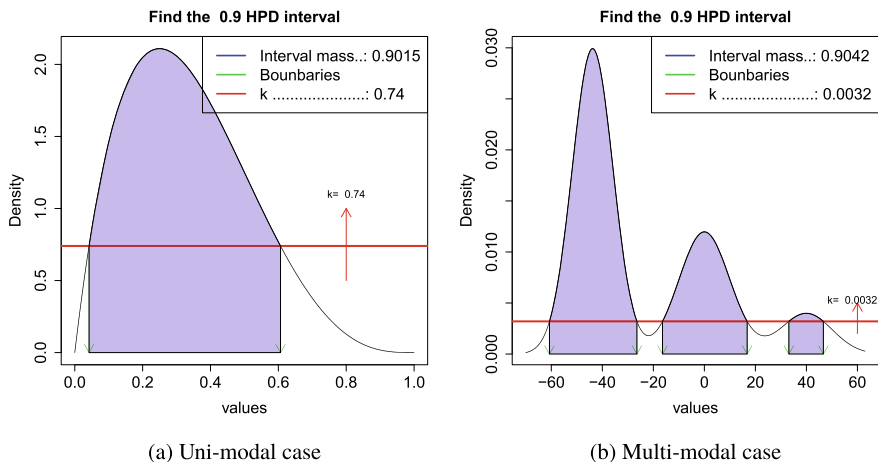 Find the 0.9 HPD interval
Interval mass..: 0.9015
Bounbaries
k .....................: 0.74
k= 0.74
Density
0.0 0.5 1.0 1.5 2.0
0.0 0.2 0.4 0.6 0.8 1.0
values
(a) Uni-modal case
Find the 0.9 HPD interval
Interval mass..: 0.9042
Bounbaries
k .....................: 0.0032
k= 0.0032
Density
0.000 0.010 0.020 0.030
−60 −40 −20 0 20 40 60
values
(b) Multi-modal case